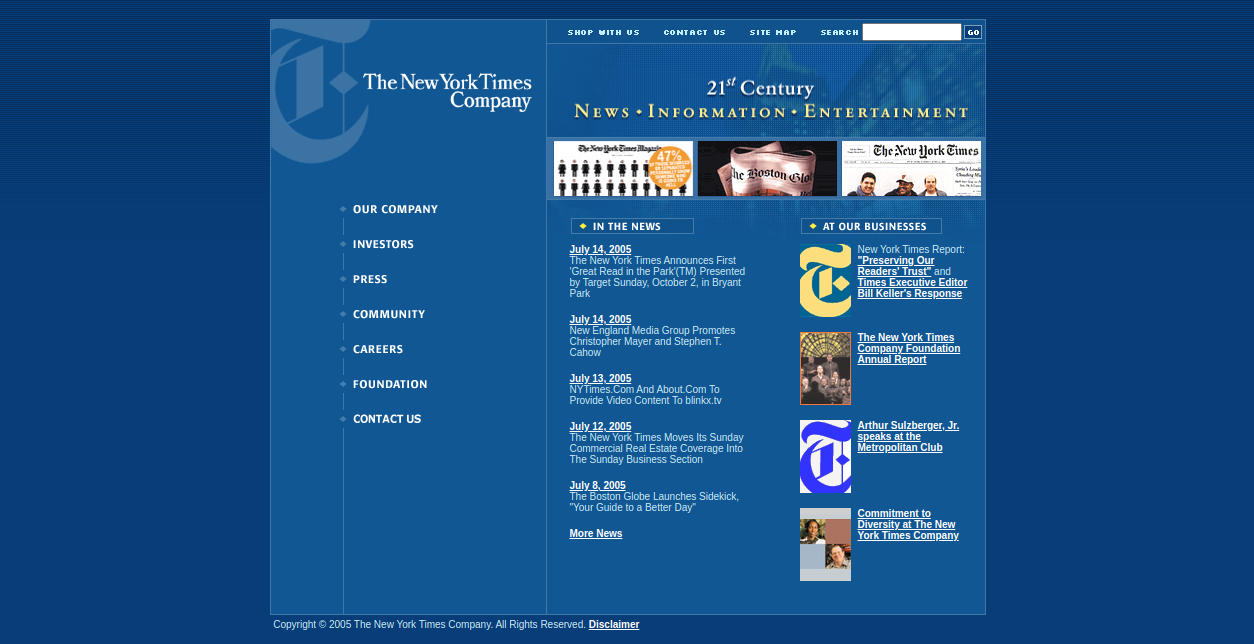 SHOP WITH US
CONTACT US
SITE MAP
SEARCH
GO
The New York Times
Company
21st Century
NEWS • INFORMATION • ENTERTAINMENT
The New York Times Magazine
47%
The Boston Glob
The New York Times
OUR COMPANY
INVESTORS
PRESS
COMMUNITY
CAREERS
FOUNDATION
CONTACT US
IN THE NEWS
July 14, 2005
The New York Times Announces First
'Great Read in the Park'(TM) Presented
by Target Sunday, October 2, in Bryant
Park
July 14, 2005
New England Media Group Promotes
Christopher Mayer and Stephen T.
Cahow
July 13, 2005
NYTimes.Com And About.Com To
Provide Video Content To blinkx.tv
July 12, 2005
The New York Times Moves Its Sunday
Commercial Real Estate Coverage Into
The Sunday Business Section
July 8, 2005
The Boston Globe Launches Sidekick,
"Your Guide to a Better Day"
More News
AT OUR BUSINESSES
New York Times Report:
"Preserving Our
Readers' Trust" and
Times Executive Editor
Bill Keller's Response
The New York Times
Company Foundation
Annual Report
Arthur Sulzberger, Jr.
speaks at the
Metropolitan Club
Commitment to
Diversity at The New
York Times Company
Copyright © 2005 The New York Times Company. All Rights Reserved. Disclaimer